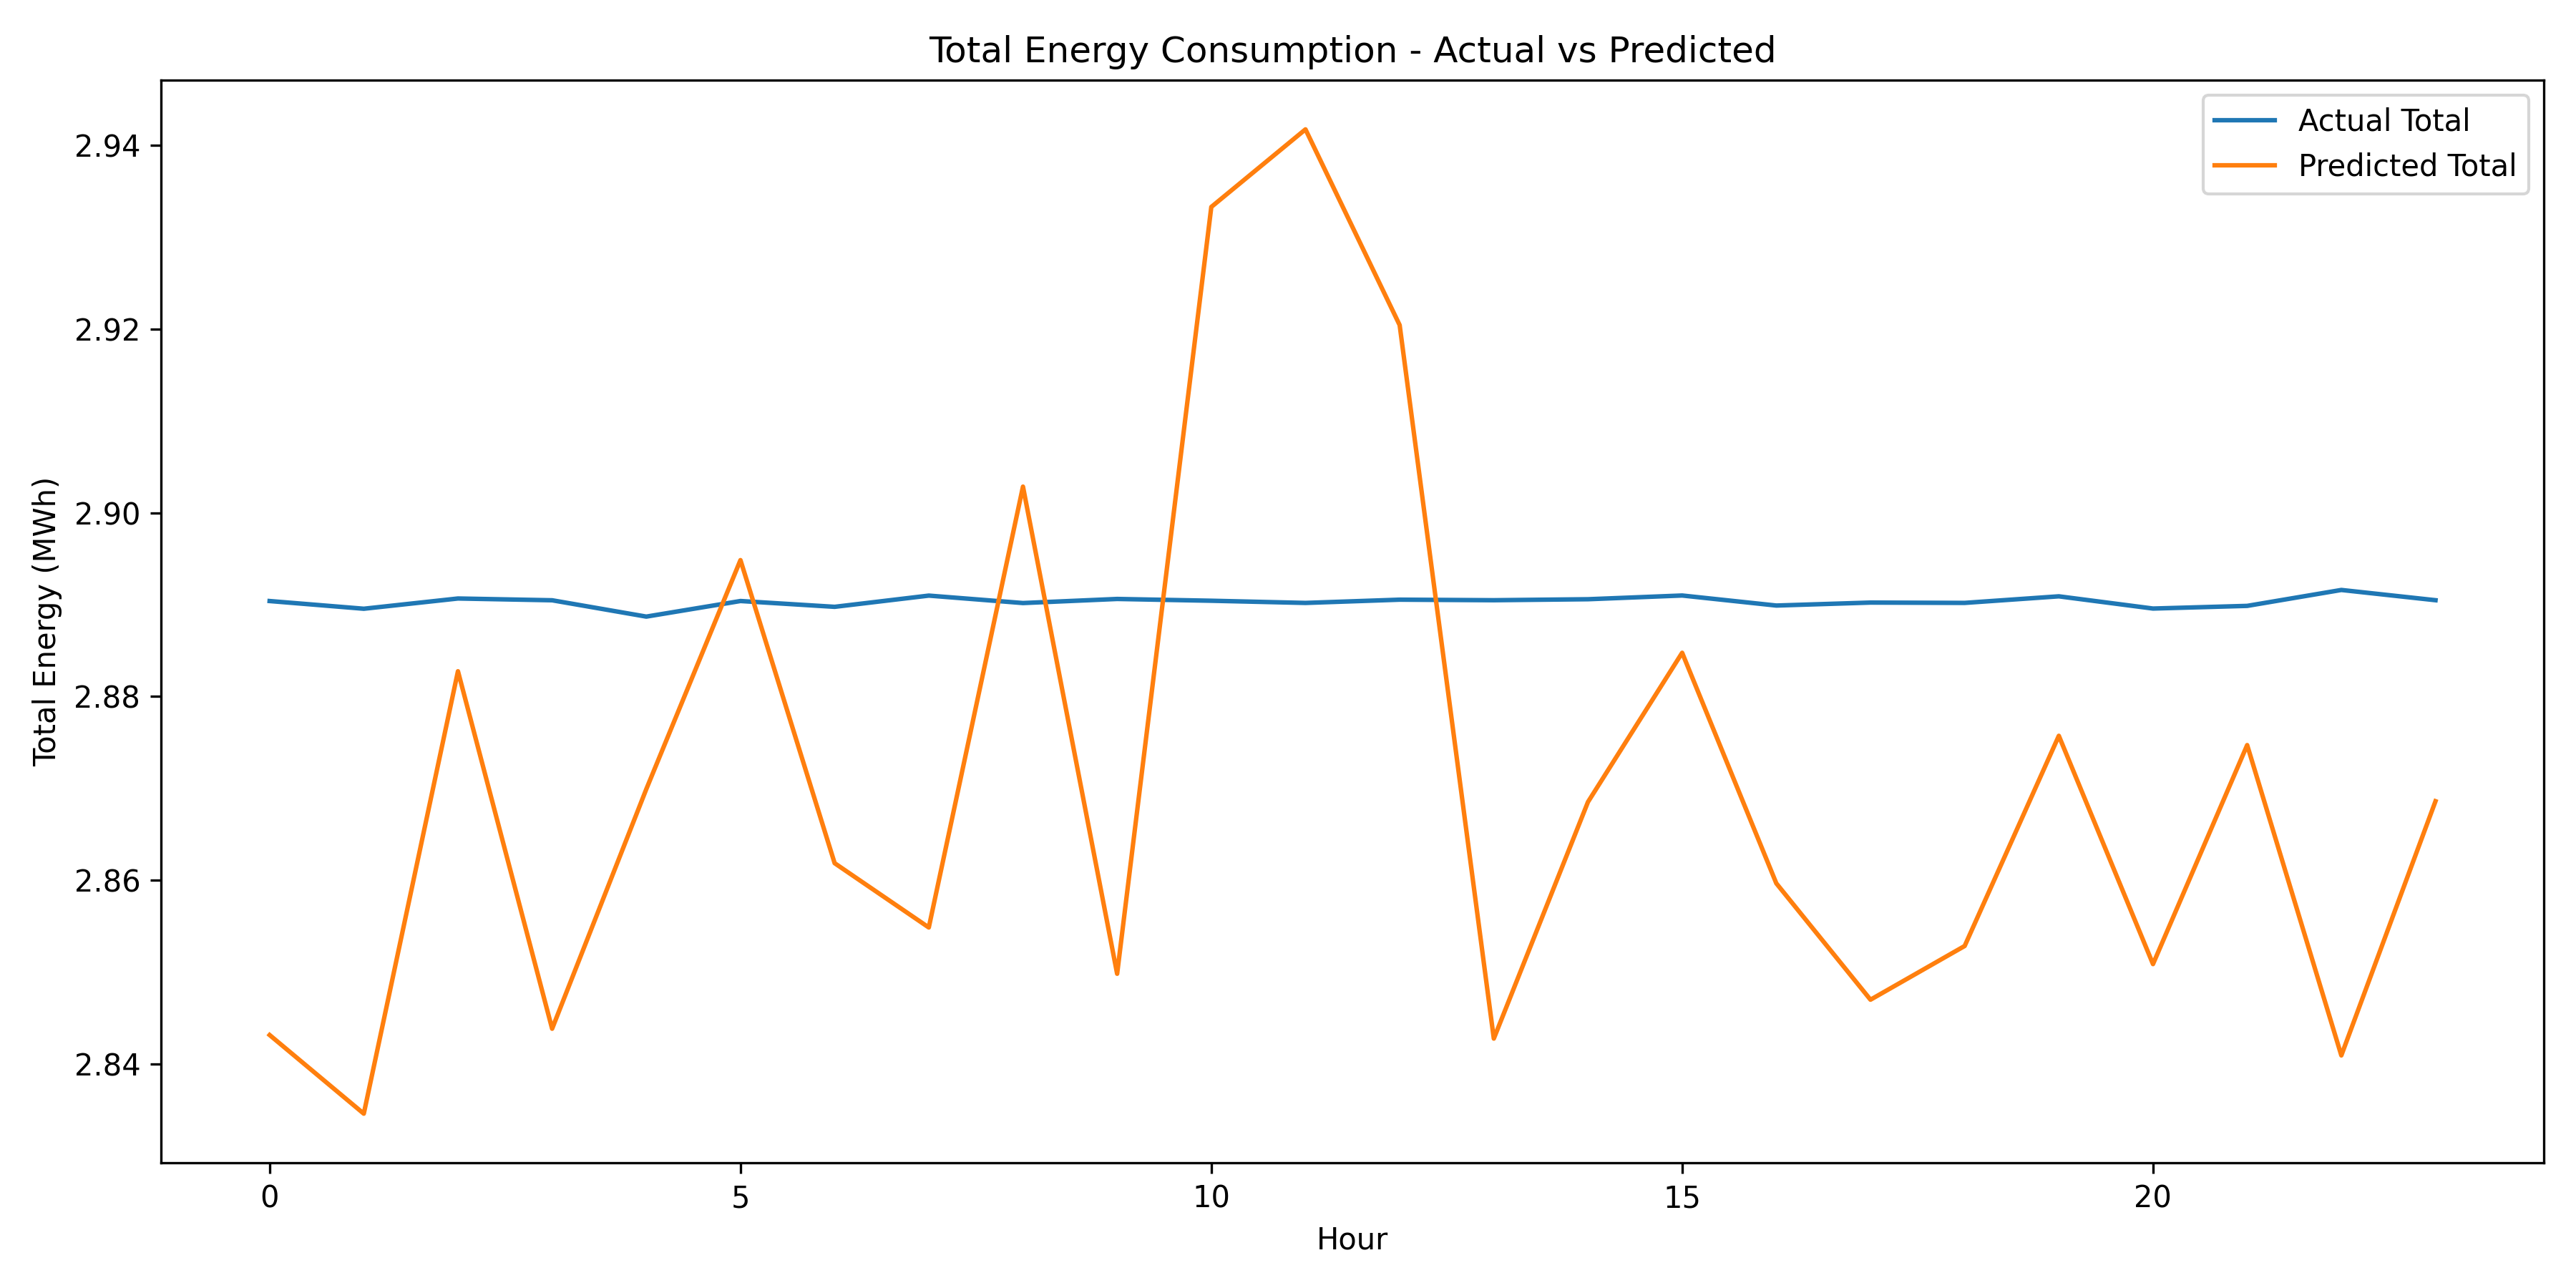 Total Energy Consumption - Actual vs Predicted
Actual Total
Predicted Total
Total Energy (MWh)
2.94
2.92
2.90
2.88
2.86
2.84
0 5 10 15 20
Hour